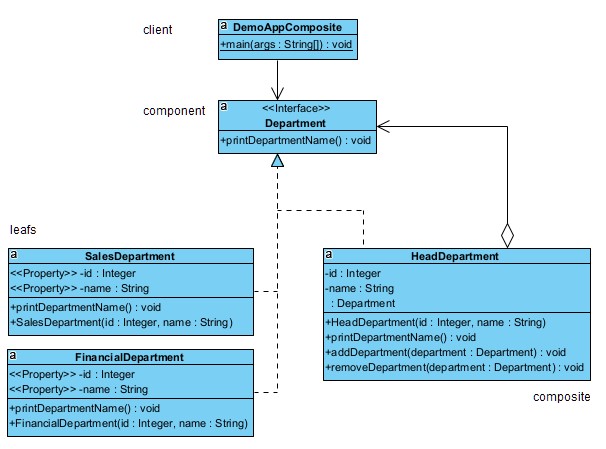 client
a
DemoAppComposite
+main(args : String[]) : void
component
a
<<Interface>>
Department
+printDepartmentName() : void
leafs
a
SalesDepartment
<<Property>> -id : Integer
<<Property>> -name : String
+printDepartmentName() : void
+SalesDepartment(id : Integer, name : String)
a
FinancialDepartment
<<Property>> -id : Integer
<<Property>> -name : String
+printDepartmentName() : void
+FinancialDepartment(id : Integer, name : String)
a
HeadDepartment
-id : Integer
-name : String
: Department
+HeadDepartment(id : Integer, name : String)
+printDepartmentName() : void
+addDepartment(department : Department) : void
+removeDepartment(department : Department) : void
composite